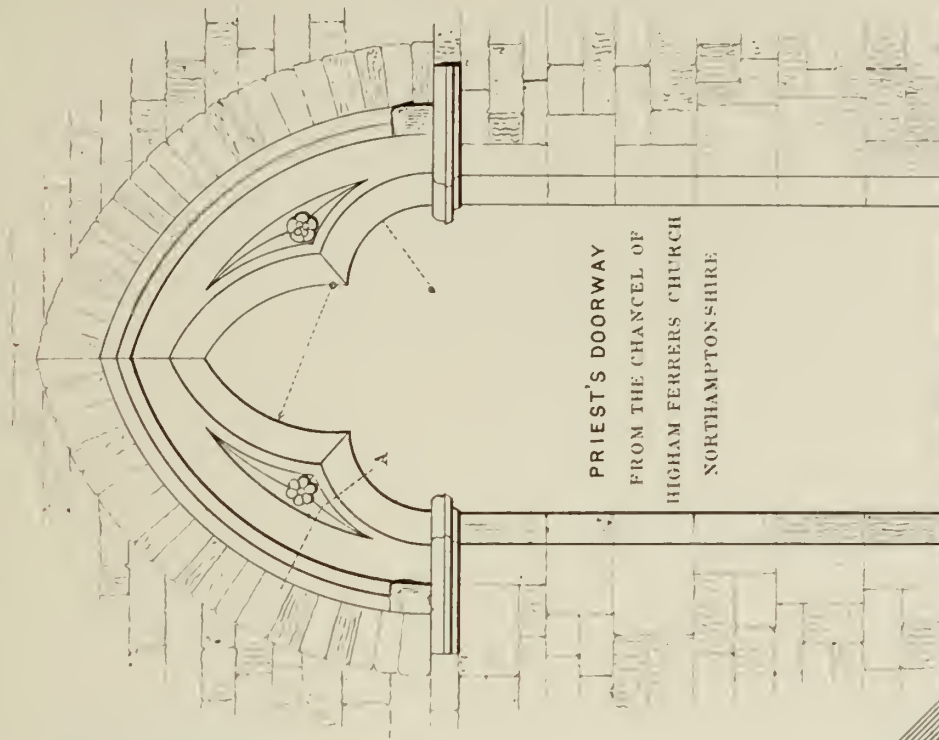 PRIEST'S DOORWAY
FROM THE CHANCEL OF
HIGHAM FERRERS CHURCH
NORTHAMPTONSHIRE
A